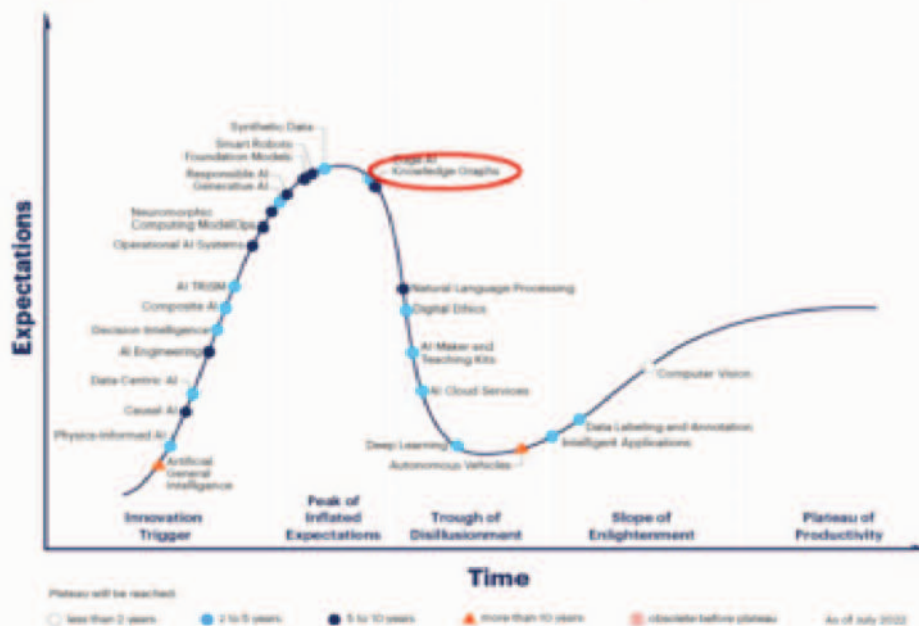 Expectations
Synthetic Data
Smart Robots
Foundation Models
Responsible AI
Generative AI
Neuromorphic
Computing ModelOps
Operational AI Systems
AI TRiSM
Composite AI
Decision Intelligence
AI Engineering
Data-Centric AI
Causal AI
Physics-Informed AI
Artificial
General
Intelligence
Edge AI
Knowledge Graphs
Natural Language Processing
Digital Ethics
AI Maker and
Teaching Kits
AI Cloud Services
Deep Learning
Autonomous Vehicles
Data Labeling and Annotation
Intelligent Applications
Computer Vision
Innovation
Trigger
Peak of
Inflated
Expectations
Trough of
Disillusionment
Slope of
Enlightenment
Plateau of
Productivity
Time
Plateau will be reached:
less than 2 years
2 to 5 years
5 to 10 years
more than 10 years
obsolete before plateau
As of July 2022